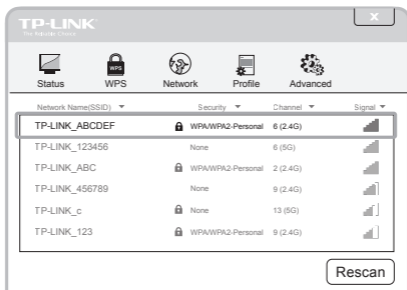 TP-LINK
The Reliable Choice
X
Status WPS Network Profile Advanced
WPS
Network Name(SSID) Security Channel Signal
TP-LINK_ABCDEF WPA/WPA2-Personal 6 (2.4G)
TP-LINK_123456 None 6 (5G)
TP-LINK_ABC WPA/WPA2-Personal 2 (2.4G)
TP-LINK_456789 None 9 (2.4G)
TP-LINK_c None 13 (5G)
TP-LINK_123 WPA/WPA2-Personal 9 (2.4G)
Rescan